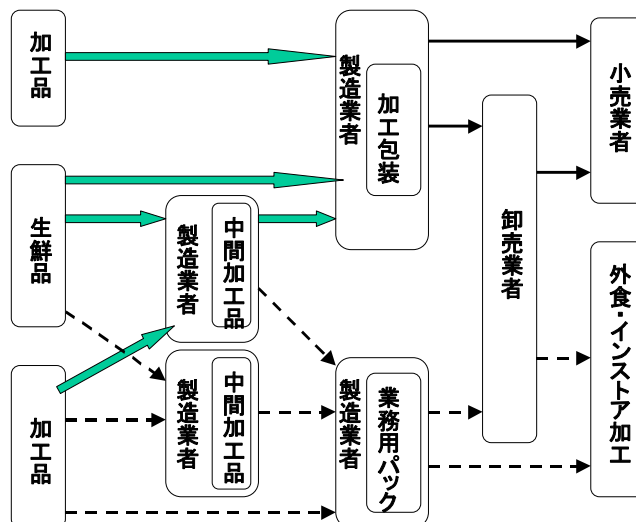 加工品
生鮮品
加工品
製造業者
中間加工品
製造業者
中間加工品
製造業者
加工包装
製造業者
業務用パック
卸売業者
小売業者
外食・インストア加工